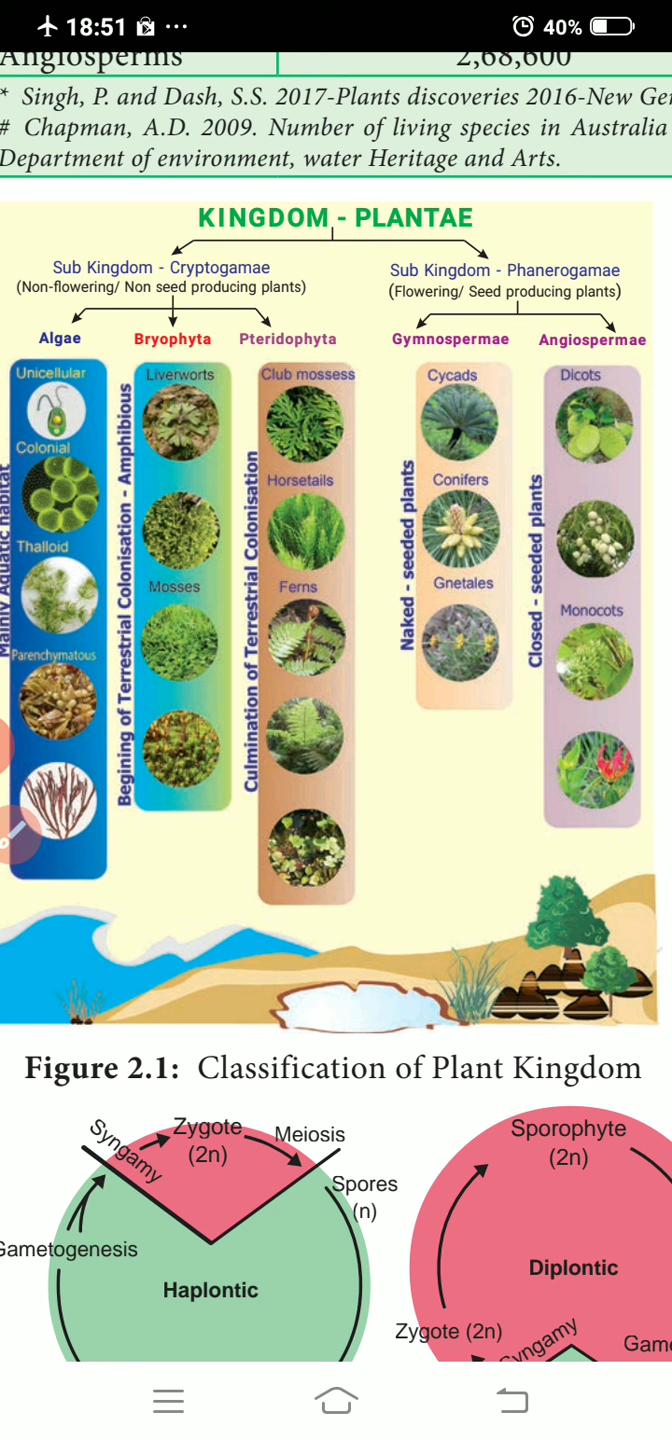 18:51
40%
Angiosperms 2,68,600
* Singh, P. and Dash, S.S. 2017-Plants discoveries 2016-New Gen
# Chapman, A.D. 2009. Number of living species in Australia
Department of environment, water Heritage and Arts.
KINGDOM - PLANTAE
Sub Kingdom - Cryptogamae
(Non-flowering/ Non seed producing plants)
Sub Kingdom - Phanerogamae
(Flowering/ Seed producing plants)
Algae
Bryophyta
Pteridophyta
Gymnospermae
Angiospermae
Mainly Aquatic habitat
Unicellular
Colonial
Thalloid
Parenchymatous
Begining of Terrestrial Colonisation - Amphibious
Liverworts
Mosses
Culmination of Terrestrial Colonisation
Club mossess
Horsetails
Ferns
Naked - seeded plants
Cycads
Conifers
Gnetales
Closed - seeded plants
Dicots
Monocots
Figure 2.1: Classification of Plant Kingdom
Syngamy
Zygote
(2n)
Meiosis
Spores
(n)
Gametogenesis
Haplontic
Sporophyte
(2n)
Diplontic
Zygote (2n)
Syngamy